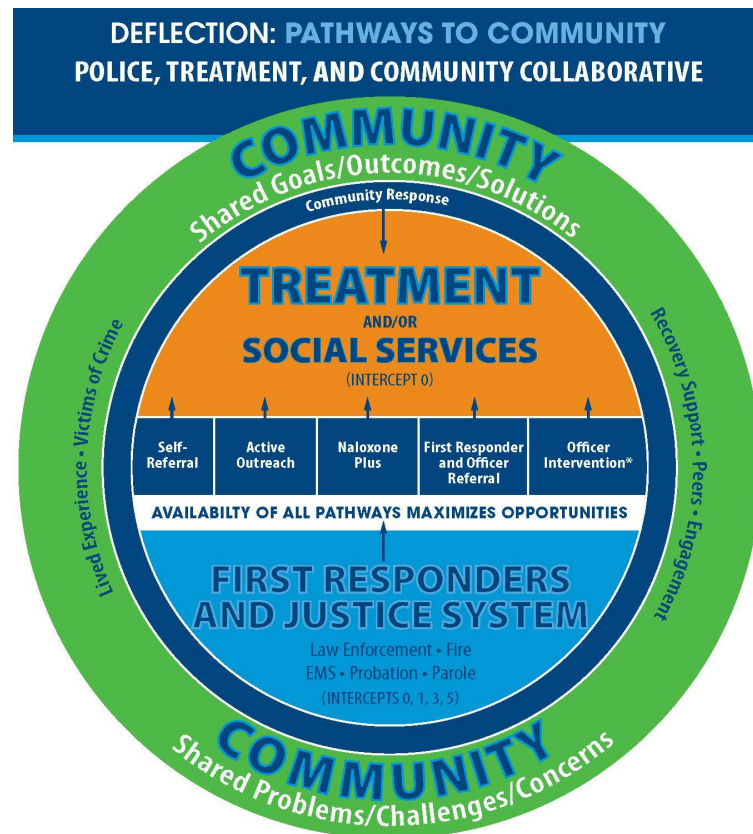 DEFLECTION: PATHWAYS TO COMMUNITY
POLICE, TREATMENT, AND COMMUNITY COLLABORATIVE
COMMUNITY
Shared Goals/Outcomes/Solutions
Community Response
TREATMENT
AND/OR
SOCIAL SERVICES
(INTERCEPT 0)
Lived Experience • Victims of Crime
Recovery Support • Peers • Engagement
Self-
Referral
Active
Outreach
Naloxone
Plus
First Responder
and Officer
Referral
Officer
Intervention*
AVAILABILTY OF ALL PATHWAYS MAXIMIZES OPPORTUNITIES
FIRST RESPONDERS
AND JUSTICE SYSTEM
Law Enforcement • Fire
EMS • Probation • Parole
(INTERCEPTS 0, 1, 3, 5)
COMMUNITY
Shared Problems/Challenges/Concerns